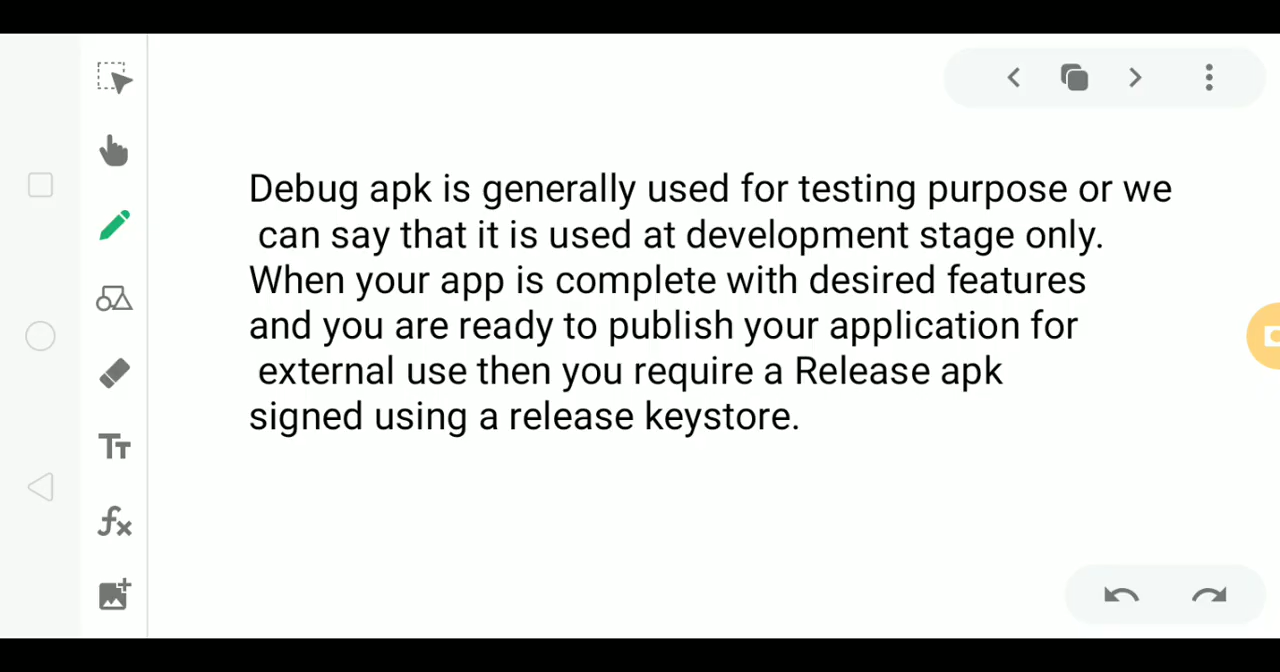 Debug apk is generally used for testing purpose or we
can say that it is used at development stage only.
When your app is complete with desired features
and you are ready to publish your application for
external use then you require a Release apk
signed using a release keystore.
TT
fx